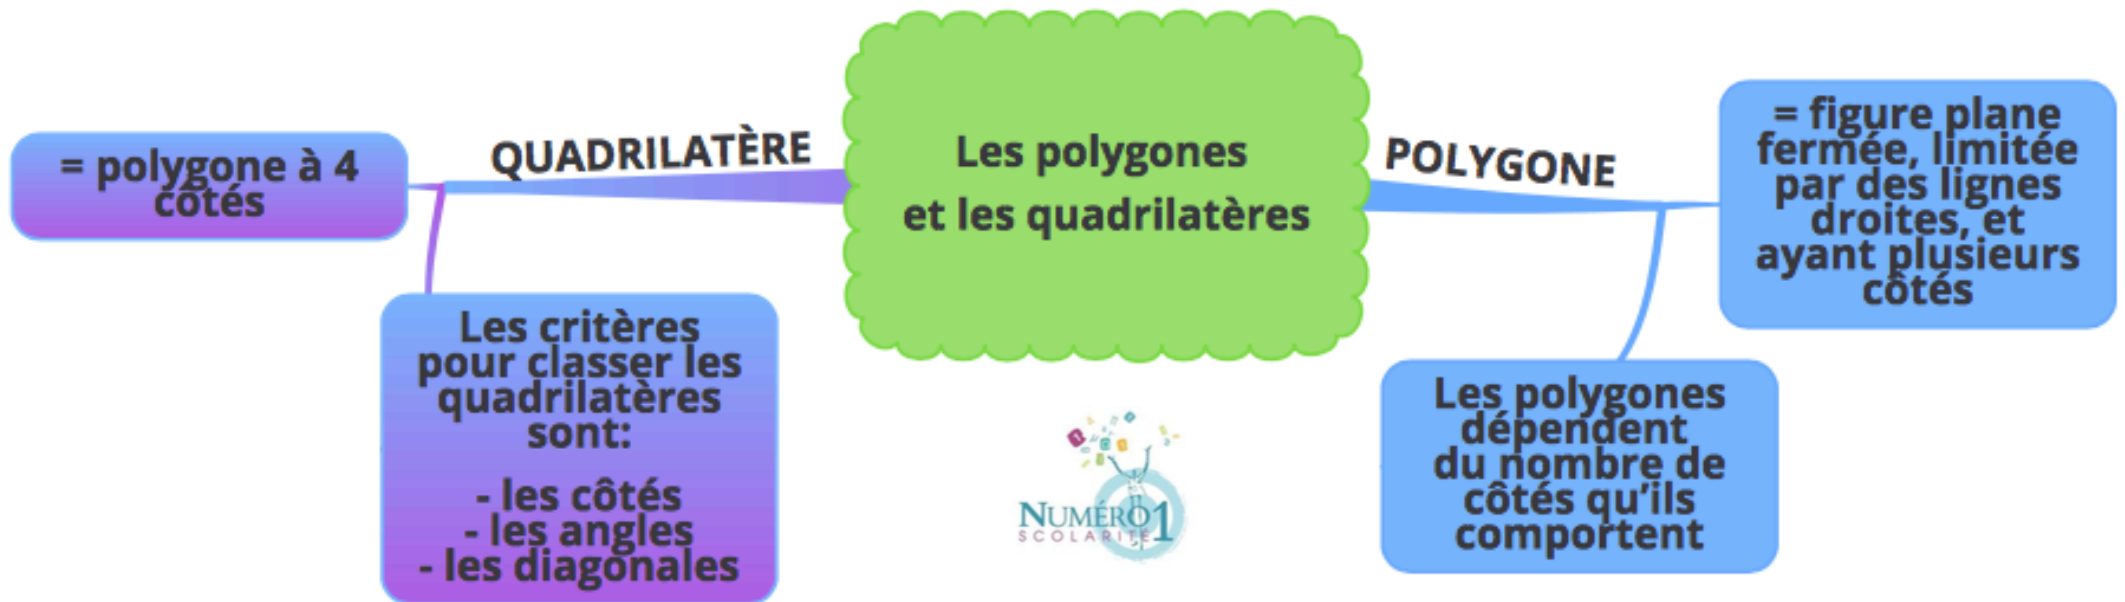 Les polygones
et les quadrilatères
QUADRILATÈRE
= polygone à 4
côtés
Les critères
pour classer les
quadrilatères
sont:
- les côtés
- les angles
- les diagonales
POLYGONE
= figure plane
fermée, limitée
par des lignes
droites, et
ayant plusieurs
côtés
Les polygones
dépendent
du nombre de
côtés qu’ils
comportent
NUMÉRO1
SCOLARITÉ